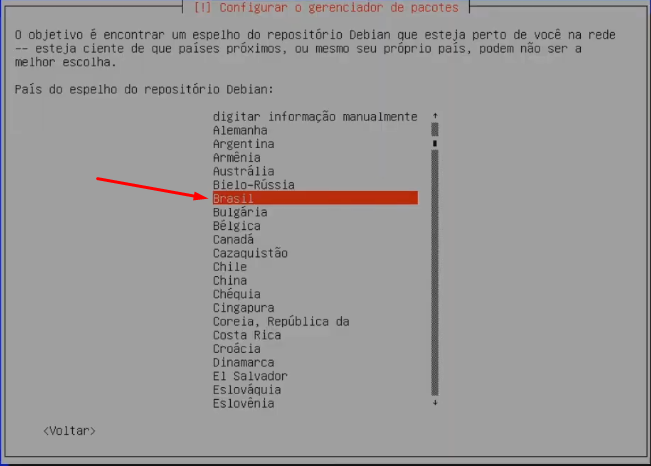 [!] Configurar o gerenciador de pacotes
O objetivo é encontrar um espelho do repositório Debian que esteja perto de você na rede
-- esteja ciente de que países próximos, ou mesmo seu próprio país, podem não ser a
melhor escolha.
País do espelho do repositório Debian:
digitar informação manualmente
Alemanha
Argentina
Armênia
Austrália
Bielo-Rússia
Brasil
Bulgária
Bélgica
Canadá
Cazaquistão
Chile
China
Chéquia
Cingapura
Coreia, República da
Costa Rica
Croácia
Dinamarca
El Salvador
Eslováquia
Eslovênia
<Voltar>